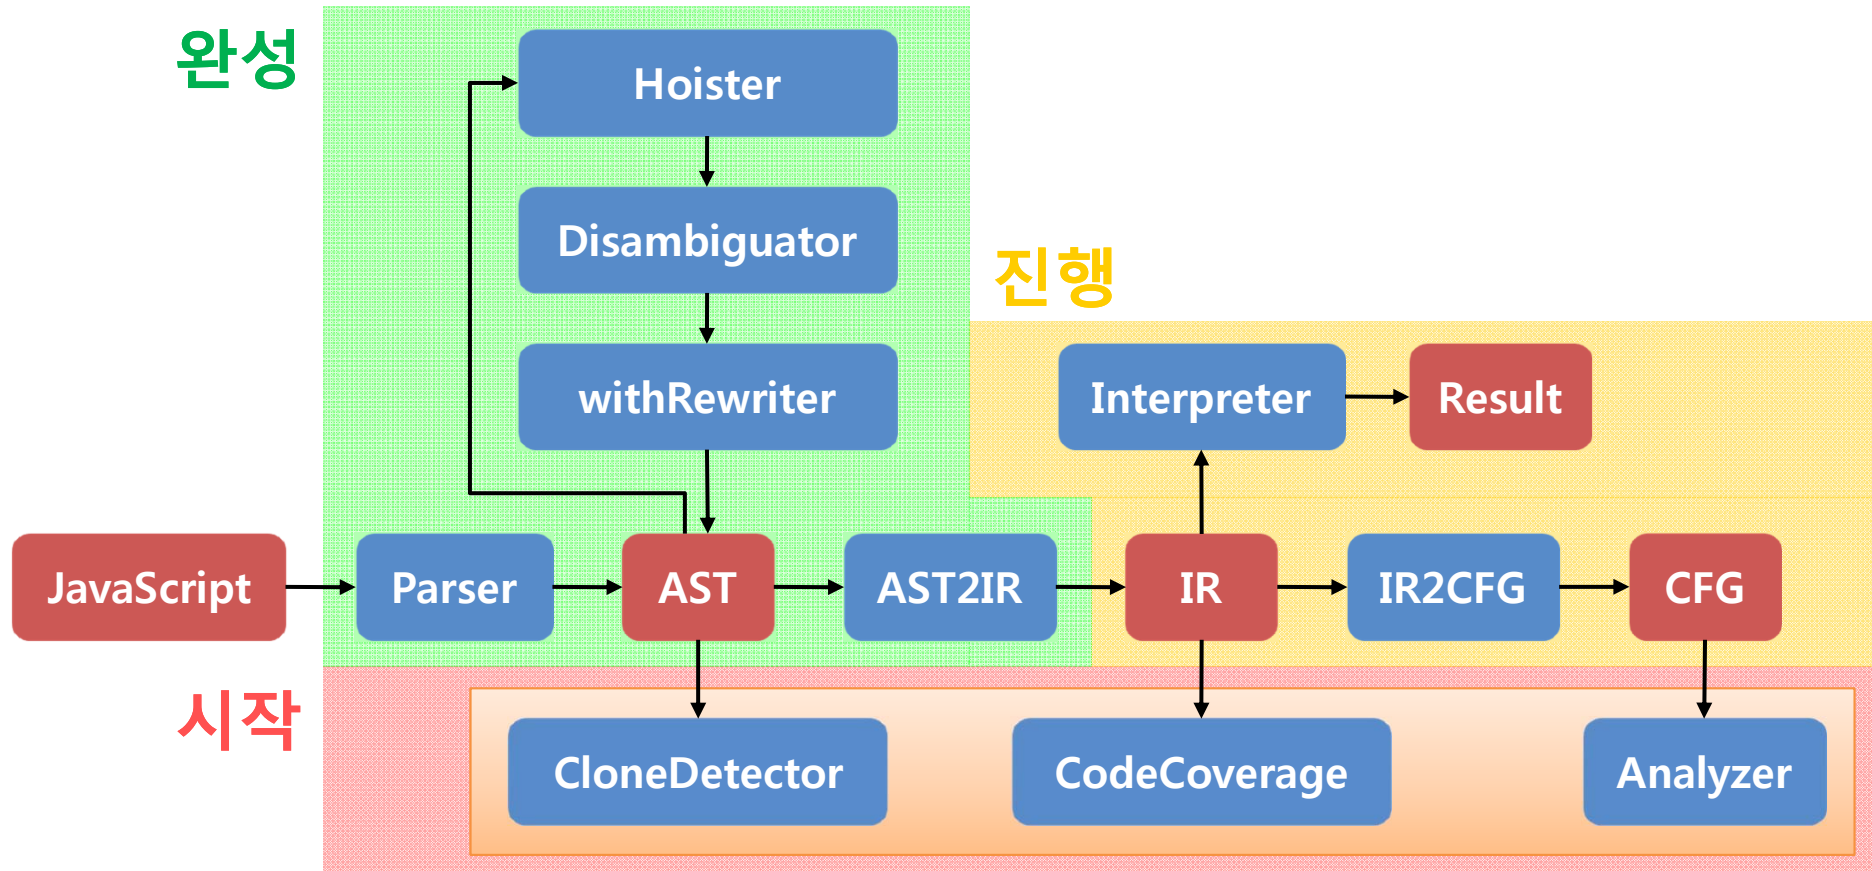 완성
Hoister
Disambiguator
진행
withRewriter
Interpreter
Result
JavaScript
Parser
AST
AST2IR
IR
IR2CFG
CFG
시작
CloneDetector
CodeCoverage
Analyzer